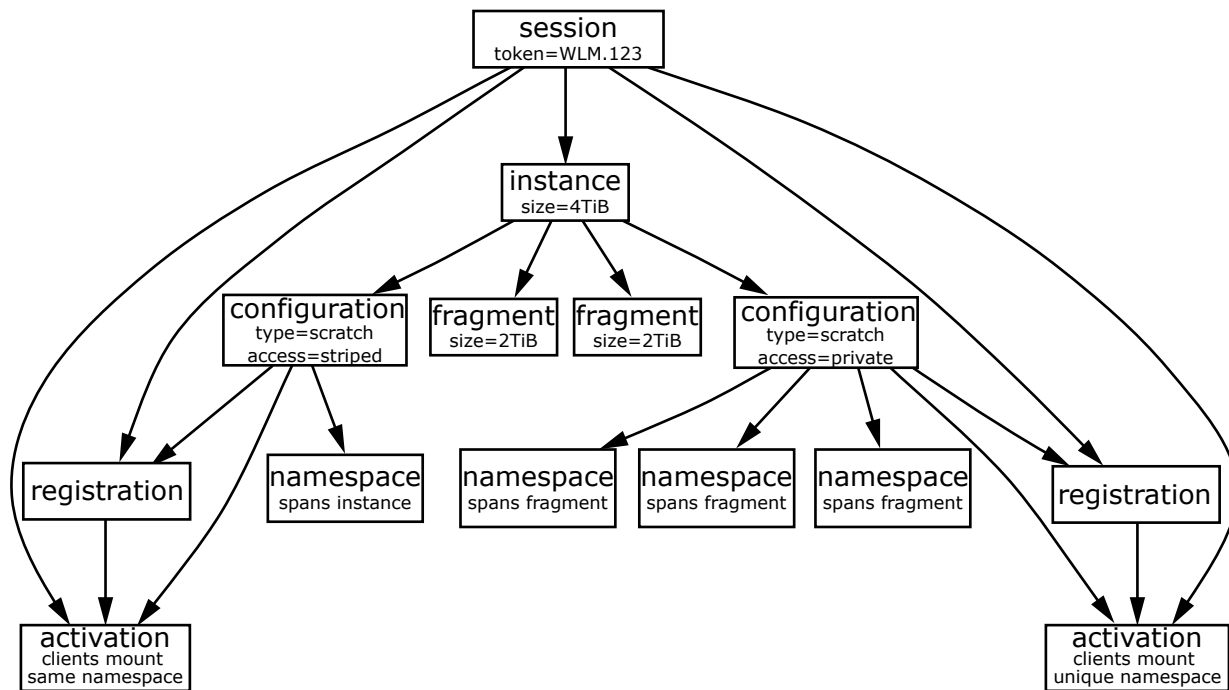 session
token=WLM.123
instance
size=4TiB
configuration
type=scratch
access=striped
fragment
size=2TiB
fragment
size=2TiB
configuration
type=scratch
access=private
registration
namespace
spans instance
namespace
spans fragment
namespace
spans fragment
namespace
spans fragment
registration
activation
clients mount
same namespace
activation
clients mount
unique namespace